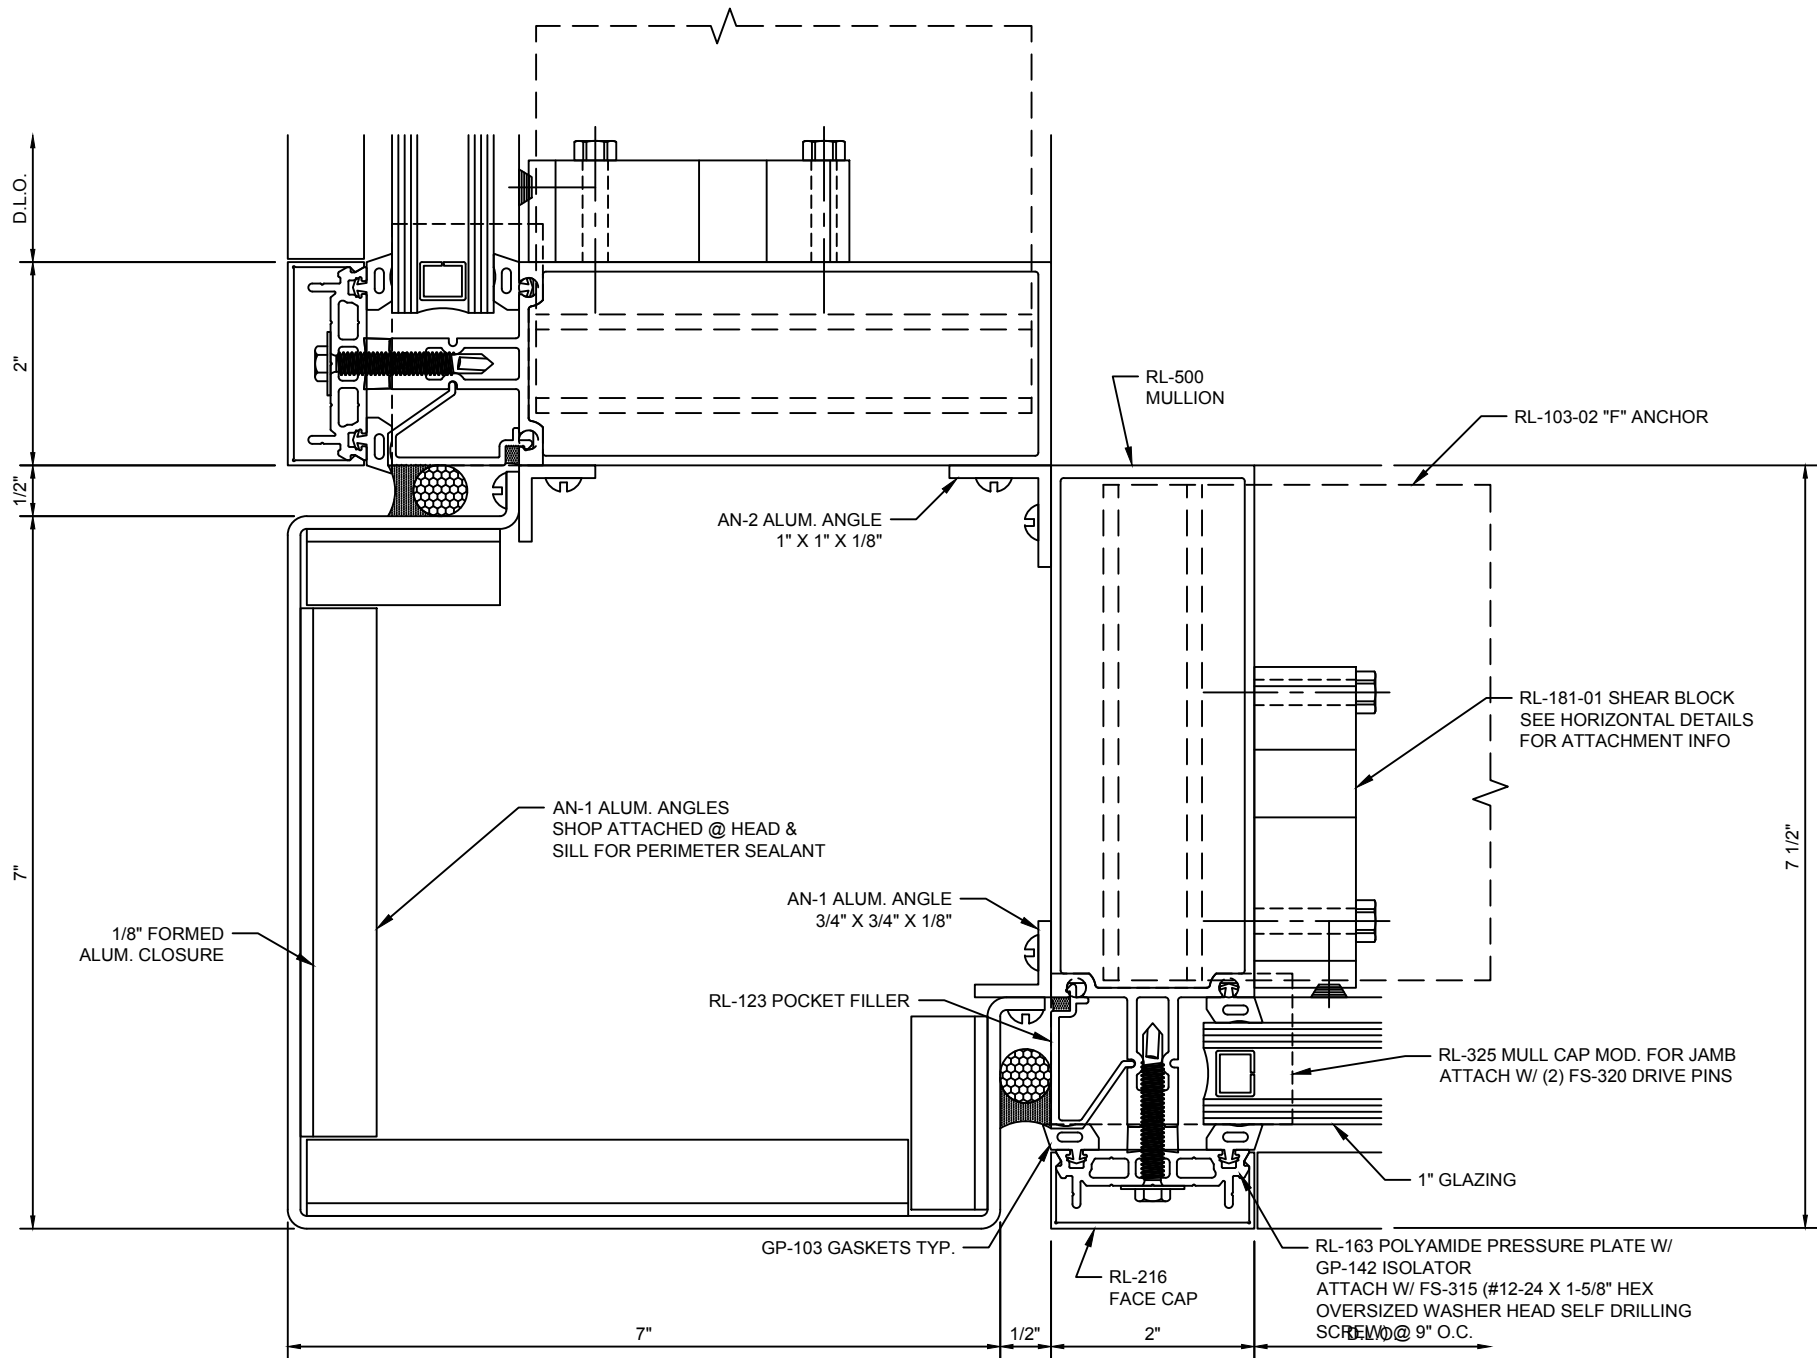 D.L.O.
2"
1/2"
7"
RL-500
MULLION
RL-103-02 "F" ANCHOR
AN-2 ALUM. ANGLE
1" X 1" X 1/8"
RL-181-01 SHEAR BLOCK
SEE HORIZONTAL DETAILS
FOR ATTACHMENT INFO
AN-1 ALUM. ANGLES
SHOP ATTACHED @ HEAD &
SILL FOR PERIMETER SEALANT
7 1/2"
AN-1 ALUM. ANGLE
3/4" X 3/4" X 1/8"
1/8" FORMED
ALUM. CLOSURE
RL-123 POCKET FILLER
RL-325 MULL CAP MOD. FOR JAMB
ATTACH W/ (2) FS-320 DRIVE PINS
1" GLAZING
GP-103 GASKETS TYP.
RL-216
FACE CAP
RL-163 POLYAMIDE PRESSURE PLATE W/
GP-142 ISOLATOR
ATTACH W/ FS-315 (#12-24 X 1-5/8" HEX
OVERSIZED WASHER HEAD SELF DRILLING
SCREW) @ 9" O.C.
7"
1/2"
2"
D.L.O.